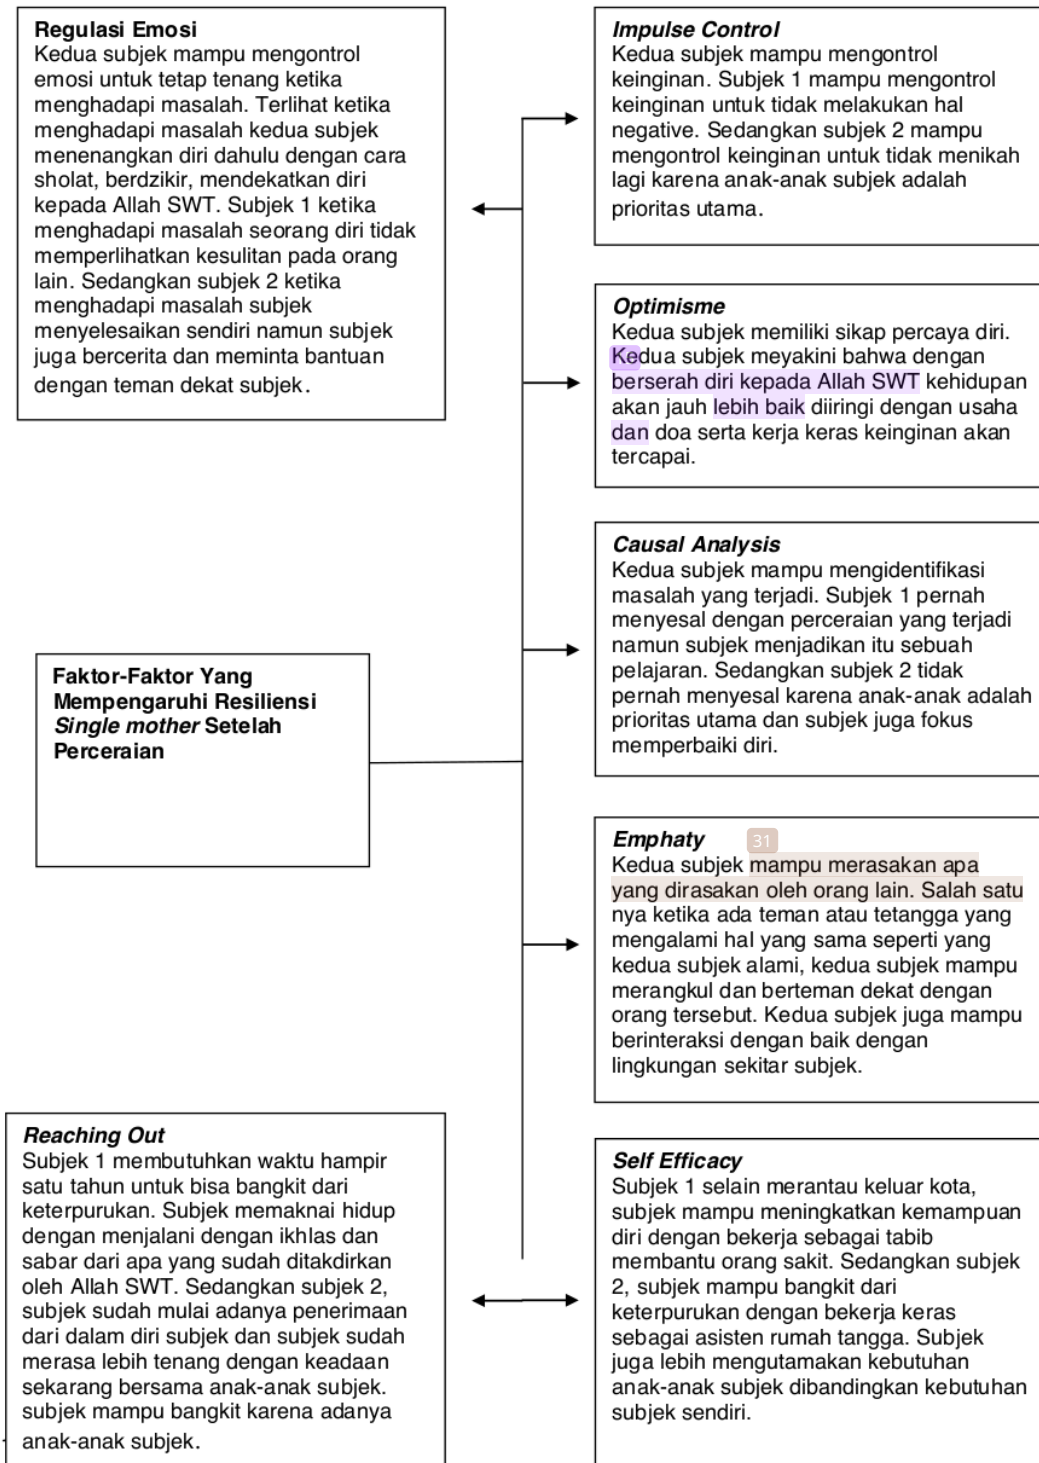 Regulasi Emosi
Kedua subjek mampu mengontrol
emosi untuk tetap tenang ketika
menghadapi masalah. Terlihat ketika
menghadapi masalah kedua subjek
menenangkan diri dahulu dengan cara
sholat, berdzikir, mendekatkan diri
kepada Allah SWT. Subjek 1 ketika
menghadapi masalah seorang diri tidak
memperlihatkan kesulitan pada orang
lain. Sedangkan subjek 2 ketika
menghadapi masalah subjek
menyelesaikan sendiri namun subjek
juga bercerita dan meminta bantuan
dengan teman dekat subjek.
Impulse Control
Kedua subjek mampu mengontrol
keinginan. Subjek 1 mampu mengontrol
keinginan untuk tidak melakukan hal
negative. Sedangkan subjek 2 mampu
mengontrol keinginan untuk tidak menikah
lagi karena anak-anak subjek adalah
prioritas utama.
Optimisme
Kedua subjek memiliki sikap percaya diri.
Kedua subjek meyakini bahwa dengan
berserah diri kepada Allah SWT kehidupan
akan jauh lebih baik diiringi dengan usaha
dan doa serta kerja keras keinginan akan
tercapai.
Causal Analysis
Kedua subjek mampu mengidentifikasi
masalah yang terjadi. Subjek 1 pernah
menyesal dengan perceraian yang terjadi
namun subjek menjadikan itu sebuah
pelajaran. Sedangkan subjek 2 tidak
pernah menyesal karena anak-anak adalah
prioritas utama dan subjek juga fokus
memperbaiki diri.
Faktor-Faktor Yang
Mempengaruhi Resiliensi
Single mother Setelah
Perceraian
Emphaty 31
Kedua subjek mampu merasakan apa
yang dirasakan oleh orang lain. Salah satu
nya ketika ada teman atau tetangga yang
mengalami hal yang sama seperti yang
kedua subjek alami, kedua subjek mampu
merangkul dan berteman dekat dengan
orang tersebut. Kedua subjek juga mampu
berinteraksi dengan baik dengan
lingkungan sekitar subjek.
Reaching Out
Subjek 1 membutuhkan waktu hampir
satu tahun untuk bisa bangkit dari
keterpurukan. Subjek memaknai hidup
dengan menjalani dengan ikhlas dan
sabar dari apa yang sudah ditakdirkan
oleh Allah SWT. Sedangkan subjek 2,
subjek sudah mulai adanya penerimaan
dari dalam diri subjek dan subjek sudah
merasa lebih tenang dengan keadaan
sekarang bersama anak-anak subjek.
subjek mampu bangkit karena adanya
anak-anak subjek.
Self Efficacy
Subjek 1 selain merantau keluar kota,
subjek mampu meningkatkan kemampuan
diri dengan bekerja sebagai tabib
membantu orang sakit. Sedangkan subjek
2, subjek mampu bangkit dari
keterpurukan dengan bekerja keras
sebagai asisten rumah tangga. Subjek
juga lebih mengutamakan kebutuhan
anak-anak subjek dibandingkan kebutuhan
subjek sendiri.